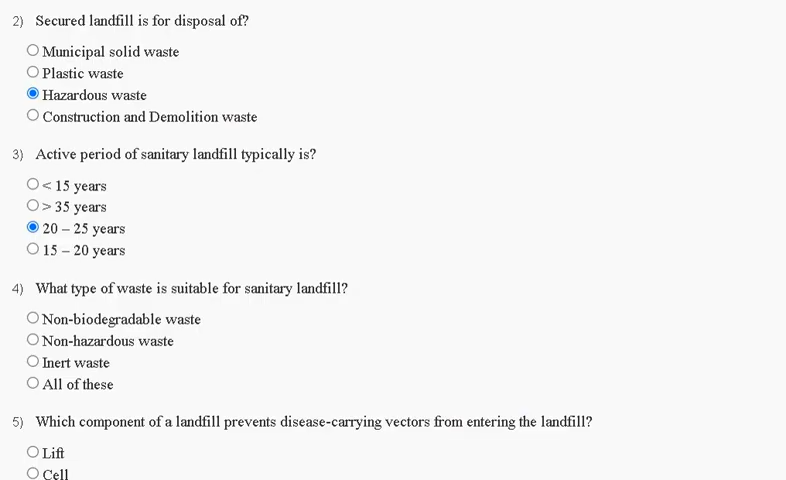 2) Secured landfill is for disposal of?
Municipal solid waste
Plastic waste
Hazardous waste
Construction and Demolition waste
3) Active period of sanitary landfill typically is?
< 15 years
> 35 years
20 – 25 years
15 – 20 years
4) What type of waste is suitable for sanitary landfill?
Non-biodegradable waste
Non-hazardous waste
Inert waste
All of these
5) Which component of a landfill prevents disease-carrying vectors from entering the landfill?
Lift
Cell